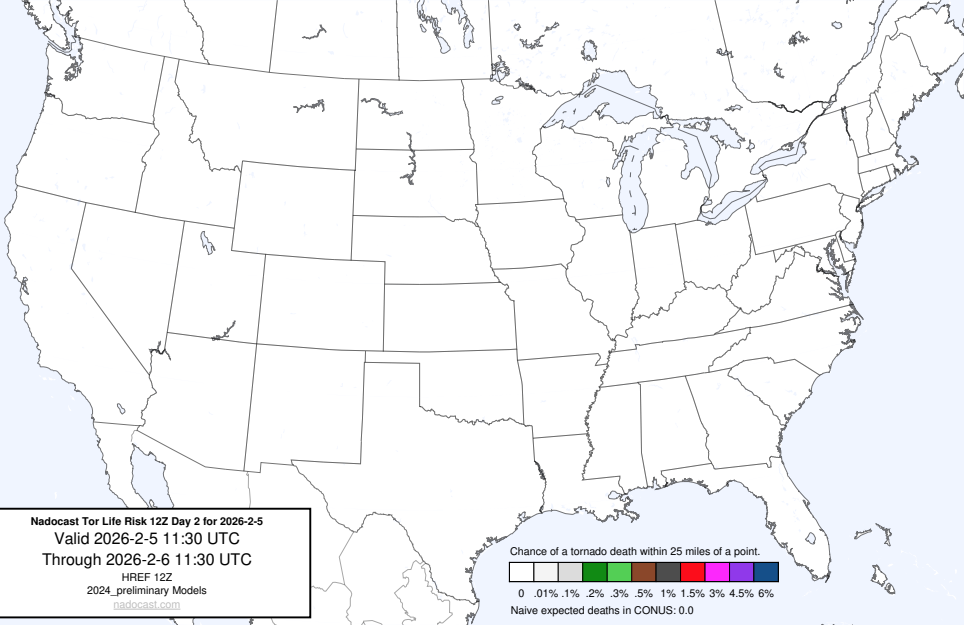 Nadocast Tor Life Risk 12Z Day 2 for 2026-2-5
Valid 2026-2-5 11:30 UTC
Through 2026-2-6 11:30 UTC
HREF 12Z
2024_preliminary Models
nadocast.com
Chance of a tornado death within 25 miles of a point.
0 .01% .1% .2% .3% .5% 1% 1.5% 3% 4.5% 6%
Naive expected deaths in CONUS: 0.0